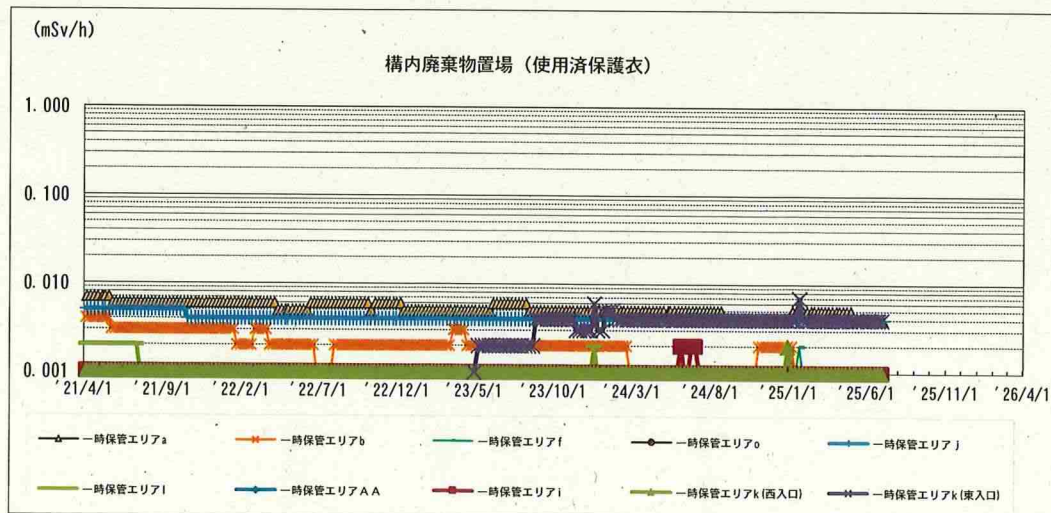 (mSv/h)
構内廃棄物置場（使用済保護衣）
1.000
0.100
0.010
0.001
'21/4/1 '21/9/1 '22/2/1 '22/7/1 '22/12/1 '23/5/1 '23/10/1 '24/3/1 '24/8/1 '25/1/1 '25/6/1 '25/11/1 '26/4/1
一時保管エリアa 一時保管エリアb 一時保管エリアf 一時保管エリアo 一時保管エリアj
一時保管エリアl 一時保管エリアAA 一時保管エリアi 一時保管エリアk(西入口) 一時保管エリアk(東入口)